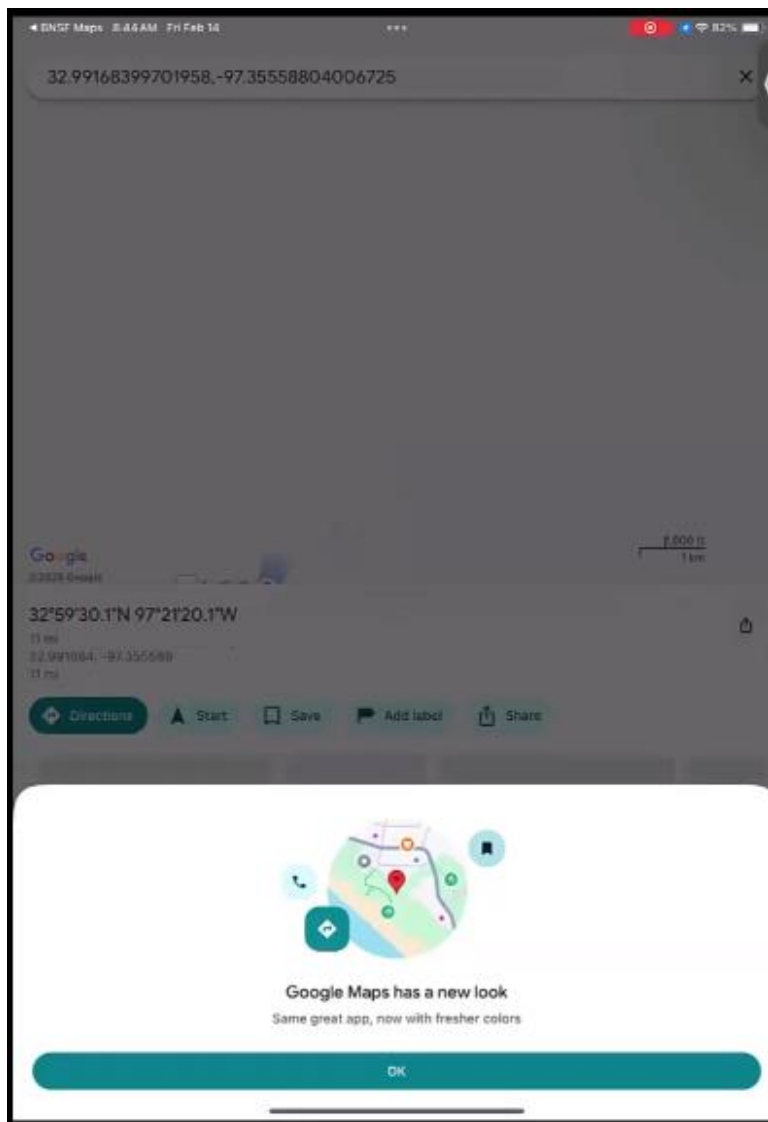 BNSF Maps 8:44 AM Fri Feb 14 82%
32.99168399701958,-97.35558804006725
Google
2,000 ft
1 km
32°59'30.1"N 97°21'20.1"W
11 mi
32.991684, -97.355588
11 mi
Directions Start Save Add label Share
Google Maps has a new look
Same great app, now with fresher colors
OK